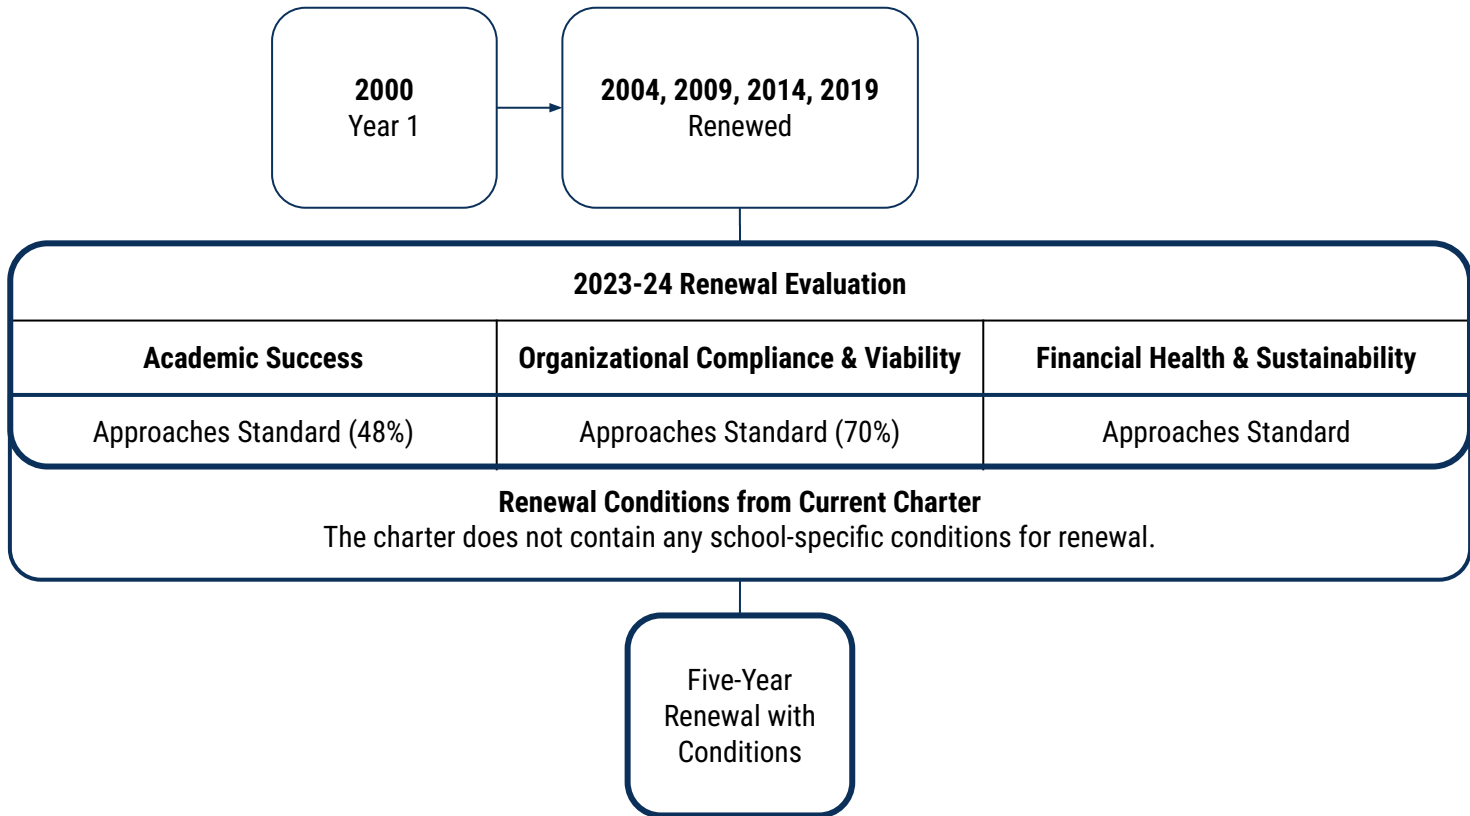 2000
Year 1
2004, 2009, 2014, 2019
Renewed
2023-24 Renewal Evaluation
Academic Success
Organizational Compliance & Viability
Financial Health & Sustainability
Approaches Standard (48%)
Approaches Standard (70%)
Approaches Standard
Renewal Conditions from Current Charter
The charter does not contain any school-specific conditions for renewal.
Five-Year
Renewal with
Conditions